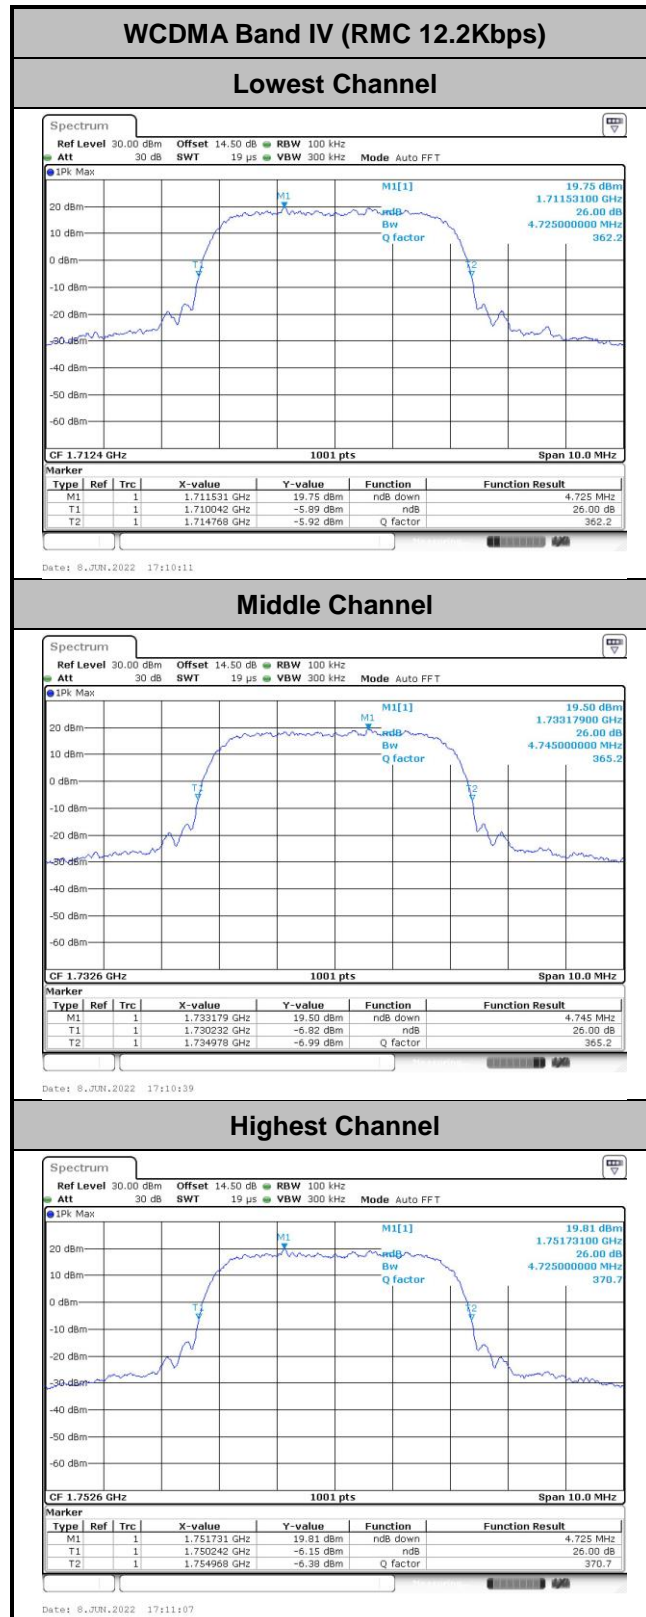 WCDMA Band IV (RMC 12.2Kbps)
Lowest Channel
Spectrum
Ref Level 30.00 dBm Offset 14.50 dB RBW 100 kHz
Att 30 dB SWT 19 µs VBW 300 kHz Mode Auto FFT
1Pk Max
M1[1] 19.75 dBm
1.71153100 GHz
M1
20 dBm
ndB 26.00 dB
Bw 4.725000000 MHz
10 dBm
Q factor 362.2
0 dBm
T1 T2
-10 dBm
-20 dBm
-30 dBm
-40 dBm
-50 dBm
-60 dBm
CF 1.7124 GHz 1001 pts Span 10.0 MHz
Marker
Type Ref Trc X-value Y-value Function Function Result
M1 1 1.711531 GHz 19.75 dBm ndB down 4.725 MHz
T1 1 1.710042 GHz -5.89 dBm ndB 26.00 dB
T2 1 1.714768 GHz -5.92 dBm Q factor 362.2
Date: 8.JUN.2022 17:10:11
Middle Channel
Spectrum
Ref Level 30.00 dBm Offset 14.50 dB RBW 100 kHz
Att 30 dB SWT 19 µs VBW 300 kHz Mode Auto FFT
1Pk Max
M1[1] 19.50 dBm
M1 1.73317900 GHz
20 dBm
ndB 26.00 dB
Bw 4.745000000 MHz
10 dBm
Q factor 365.2
0 dBm
T1 T2
-10 dBm
-20 dBm
-30 dBm
-40 dBm
-50 dBm
-60 dBm
CF 1.7326 GHz 1001 pts Span 10.0 MHz
Marker
Type Ref Trc X-value Y-value Function Function Result
M1 1 1.733179 GHz 19.50 dBm ndB down 4.745 MHz
T1 1 1.730232 GHz -6.82 dBm ndB 26.00 dB
T2 1 1.734978 GHz -6.99 dBm Q factor 365.2
Date: 8.JUN.2022 17:10:39
Highest Channel
Spectrum
Ref Level 30.00 dBm Offset 14.50 dB RBW 100 kHz
Att 30 dB SWT 19 µs VBW 300 kHz Mode Auto FFT
1Pk Max
M1[1] 19.81 dBm
M1 1.75173100 GHz
20 dBm
ndB 26.00 dB
Bw 4.725000000 MHz
10 dBm
Q factor 370.7
0 dBm
T1 T2
-10 dBm
-20 dBm
-30 dBm
-40 dBm
-50 dBm
-60 dBm
CF 1.7526 GHz 1001 pts Span 10.0 MHz
Marker
Type Ref Trc X-value Y-value Function Function Result
M1 1 1.751731 GHz 19.81 dBm ndB down 4.725 MHz
T1 1 1.750242 GHz -6.15 dBm ndB 26.00 dB
T2 1 1.754968 GHz -6.38 dBm Q factor 370.7
Date: 8.JUN.2022 17:11:07